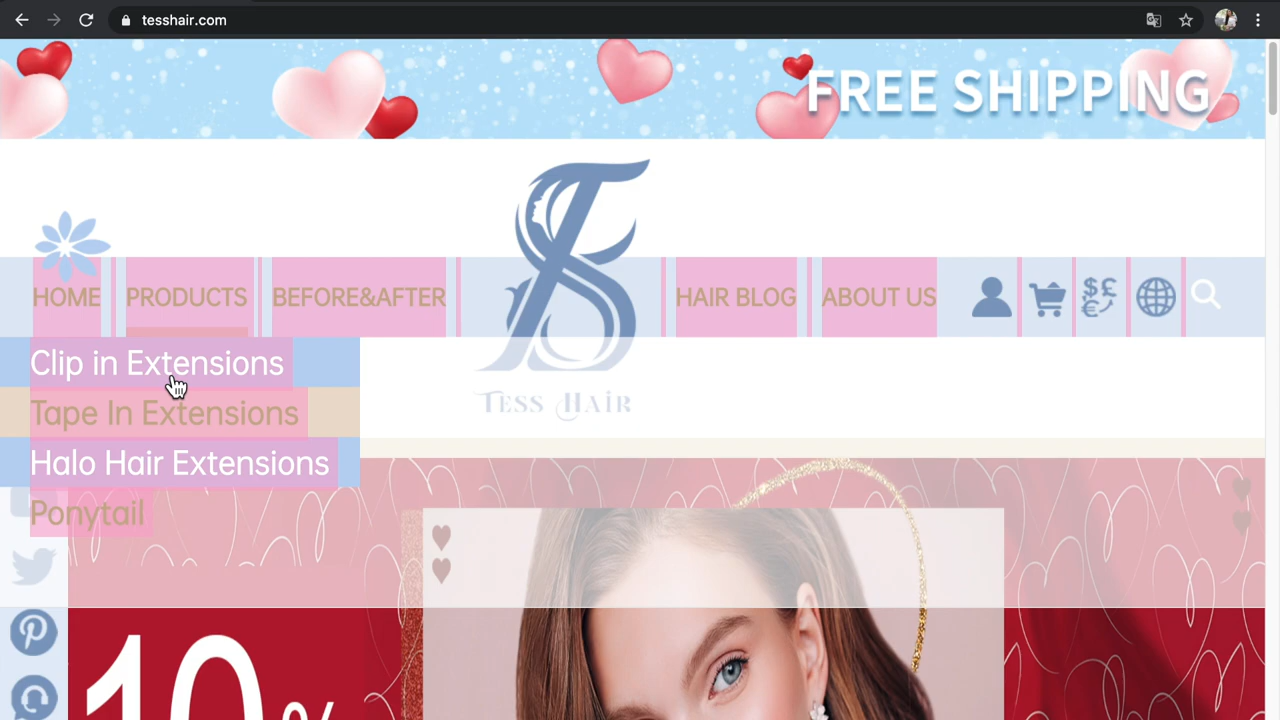 tesshair.com
FREE SHIPPING
HOME PRODUCTS BEFORE&AFTER HAIR BLOG ABOUT US
TESS HAIR
Clip in Extensions
Tape In Extensions
Halo Hair Extensions
Ponytail
10%